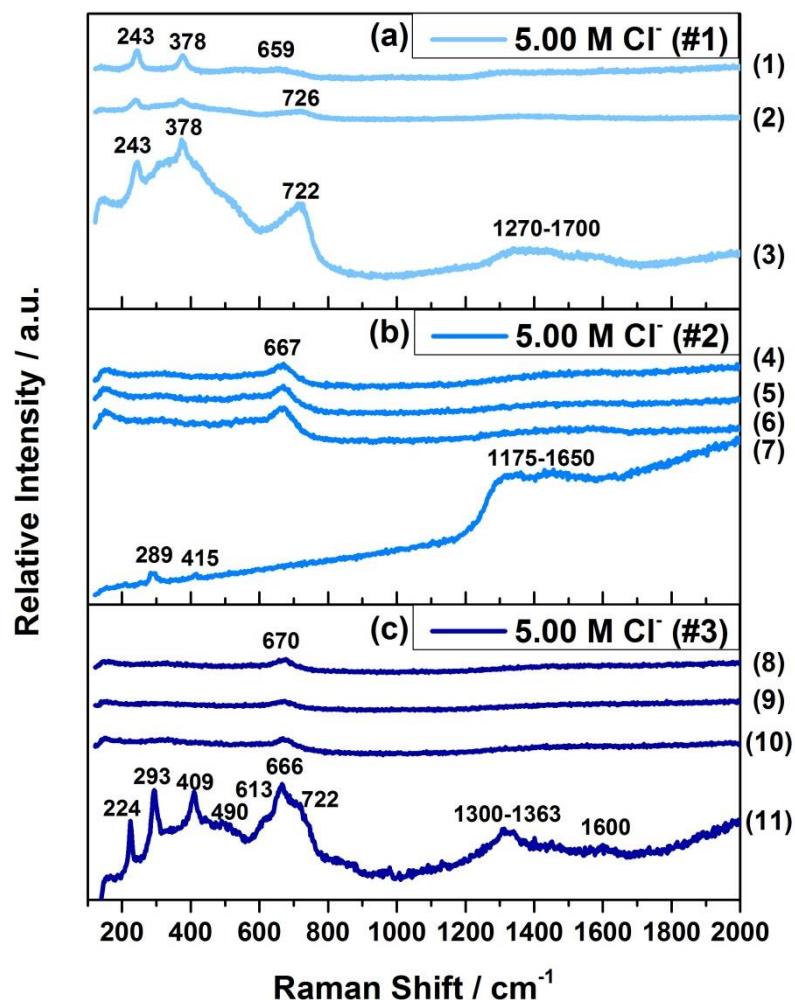 (a) 5.00 M Cl⁻ (#1)
243 378 659 (1)
726 (2)
243 378
722
1270-1700 (3)
(b) 5.00 M Cl⁻ (#2)
667 (4)
(5)
(6)
(7)
1175-1650
289 415
(c) 5.00 M Cl⁻ (#3)
670 (8)
(9)
(10)
224 293 409 490 613 666 722 1300-1363 1600 (11)
200 400 600 800 1000 1200 1400 1600 1800 2000
Raman Shift / cm⁻¹
Relative Intensity / a.u.